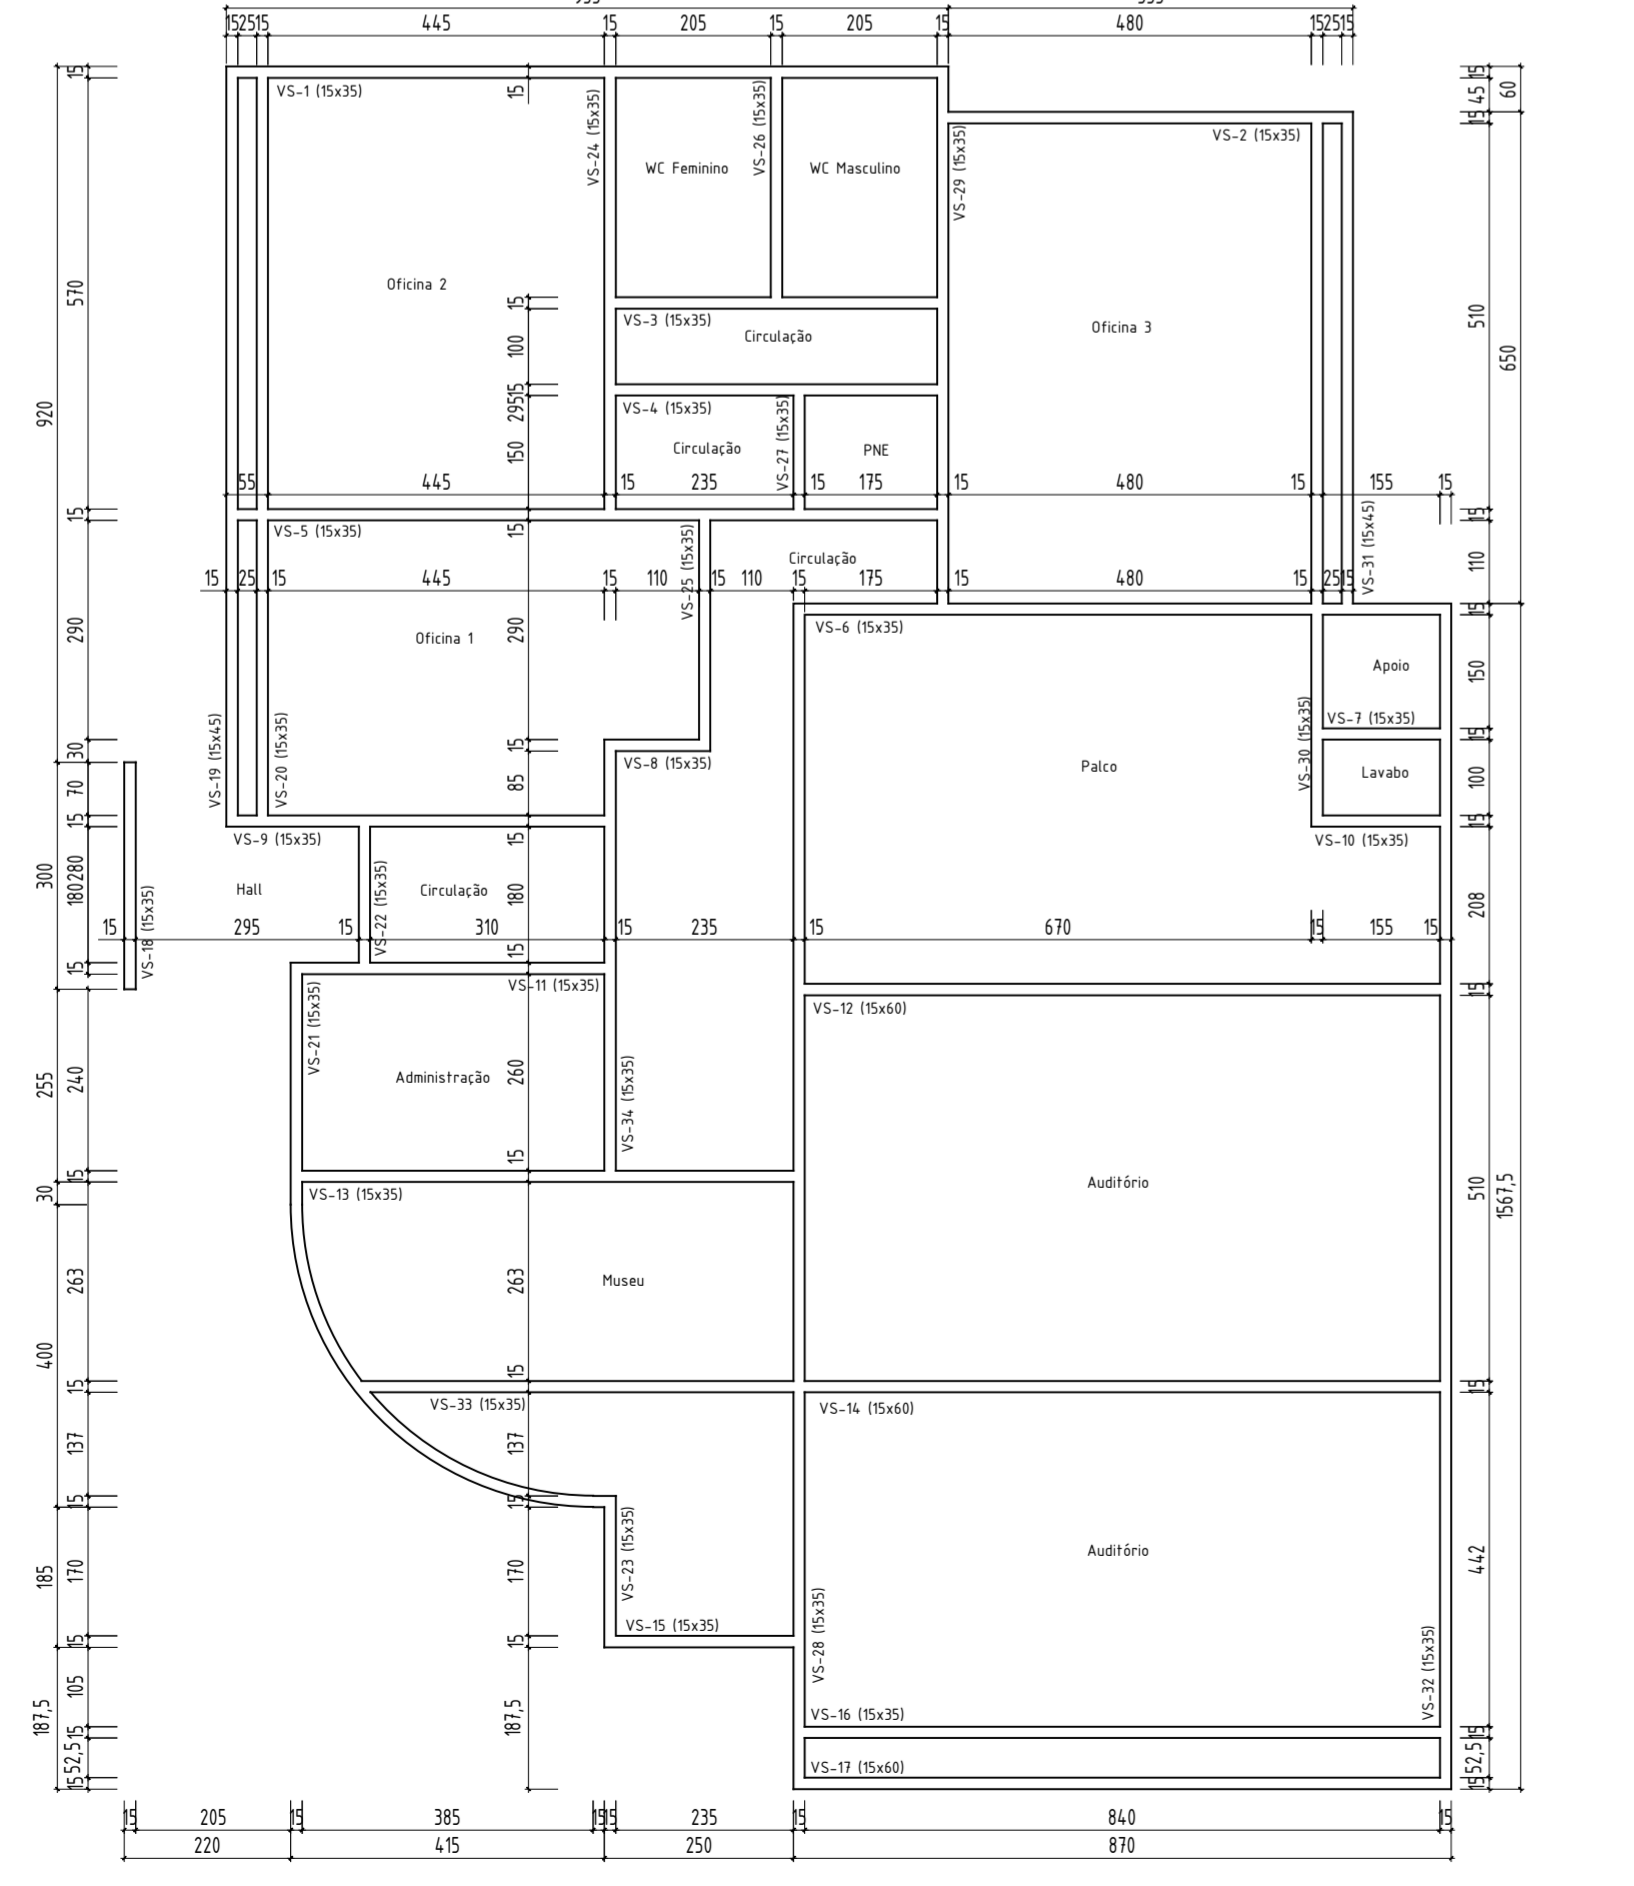 15 25 15 445 15 205 15 205 15 480 15 25 15
VS-1 (15x35)
VS-24 (15x35)
VS-26 (15x35)
WC Feminino
WC Masculino
VS-29 (15x35)
VS-2 (15x35)
Oficina 2
VS-3 (15x35)
Circulação
Oficina 3
VS-4 (15x35)
Circulação
VS-27 (15x35)
PNE
55 445 15 235 15 175 15 480 15 155 15
VS-5 (15x35)
VS-25 (15x35)
Circulação
VS-31 (15x45)
15 25 15 445 15 110 15 110 15 175 15 480 15 25 15
Oficina 1
VS-6 (15x35)
Apoio
VS-7 (15x35)
VS-19 (15x45)
VS-20 (15x35)
VS-8 (15x35)
Palco
VS-30 (15x35)
Lavabo
VS-9 (15x35)
VS-10 (15x35)
Hall
VS-18 (15x35)
Circulação
VS-22 (15x35)
15 295 15 310 15 235 15 670 15 155 15
VS-11 (15x35)
VS-12 (15x60)
VS-21 (15x35)
Administração
VS-34 (15x35)
VS-13 (15x35)
Auditório
Museu
VS-33 (15x35)
VS-14 (15x60)
VS-23 (15x35)
Auditório
VS-15 (15x35)
VS-28 (15x35)
VS-32 (15x35)
VS-16 (15x35)
VS-17 (15x60)
15 205 15 385 15 15 235 15 840 15
220 415 250 870
920
300
255
30
400
185
187,5
15
570
15
290
30
70
15
180 280
15
240
15
263
15
137
15
170
15
105
15
52,5
15
15
15
100
15
295
150
15
290
15
85
15
180
15
260
15
263
15
137
15
170
15
187,5
15
45
15
510
15
110
15
150
15
100
15
208
15
510
15
442
15
52,5
15
60
650
1567,5